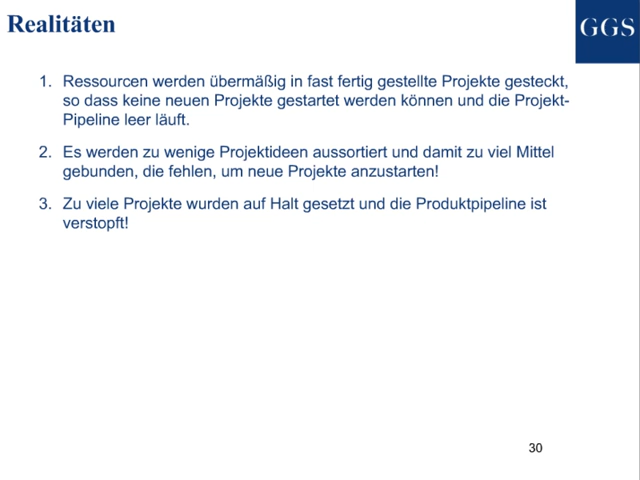 Realitäten
GGS
1. Ressourcen werden übermäßig in fast fertig gestellte Projekte gesteckt,
so dass keine neuen Projekte gestartet werden können und die Projekt-
Pipeline leer läuft.
2. Es werden zu wenige Projektideen aussortiert und damit zu viel Mittel
gebunden, die fehlen, um neue Projekte anzustarten!
3. Zu viele Projekte wurden auf Halt gesetzt und die Produktpipeline ist
verstopft!
30